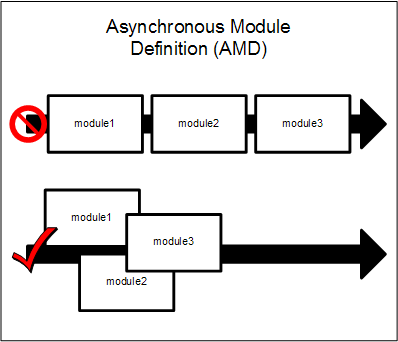 Asynchronous Module
Definition (AMD)
module1
module2
module3
module1
module3
module2